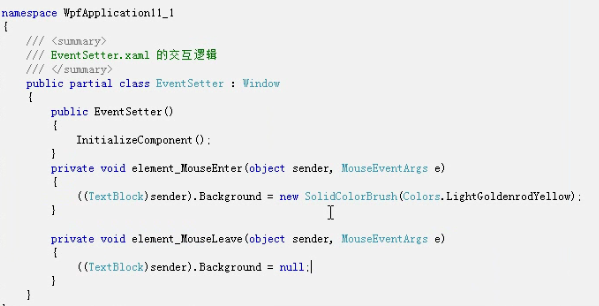 namespace WpfApplication11_1
{
    /// <summary>
    /// EventSetter.xaml 的交互逻辑
    /// </summary>
    public partial class EventSetter : Window
    {
        public EventSetter()
        {
            InitializeComponent();
        }
        private void element_MouseEnter(object sender, MouseEventArgs e)
        {
            ((TextBlock)sender).Background = new SolidColorBrush(Colors.LightGoldenrodYellow);
        }

        private void element_MouseLeave(object sender, MouseEventArgs e)
        {
            ((TextBlock)sender).Background = null;
        }
    }